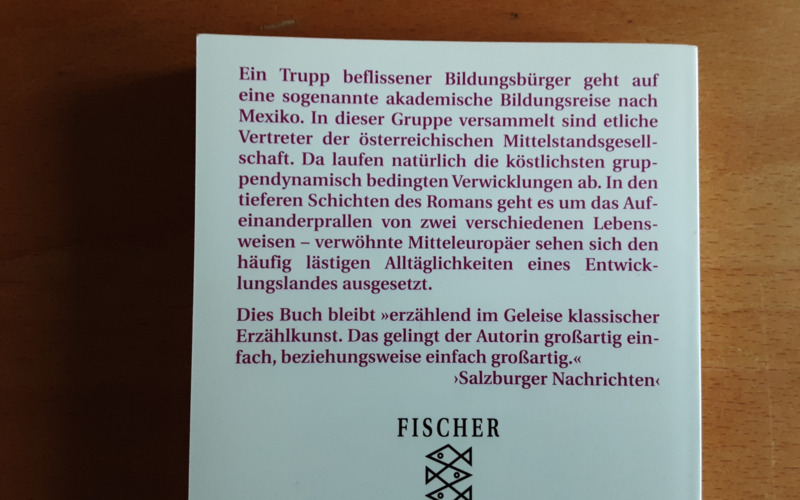 Ein Trupp beflissener Bildungsbürger geht auf
eine sogenannte akademische Bildungsreise nach
Mexiko. In dieser Gruppe versammelt sind etliche
Vertreter der österreichischen Mittelstandsgesell-
schaft. Da laufen natürlich die köstlichsten grup-
pendynamisch bedingten Verwicklungen ab. In den
tieferen Schichten des Romans geht es um das Auf-
einanderprallen von zwei verschiedenen Lebens-
weisen – verwöhnte Mitteleuropäer sehen sich den
häufig lästigen Alltäglichkeiten eines Entwick-
lungslandes ausgesetzt.
Dies Buch bleibt »erzählend im Geleise klassischer
Erzählkunst. Das gelingt der Autorin großartig ein-
fach, beziehungsweise einfach großartig.«
›Salzburger Nachrichten‹
FISCHER